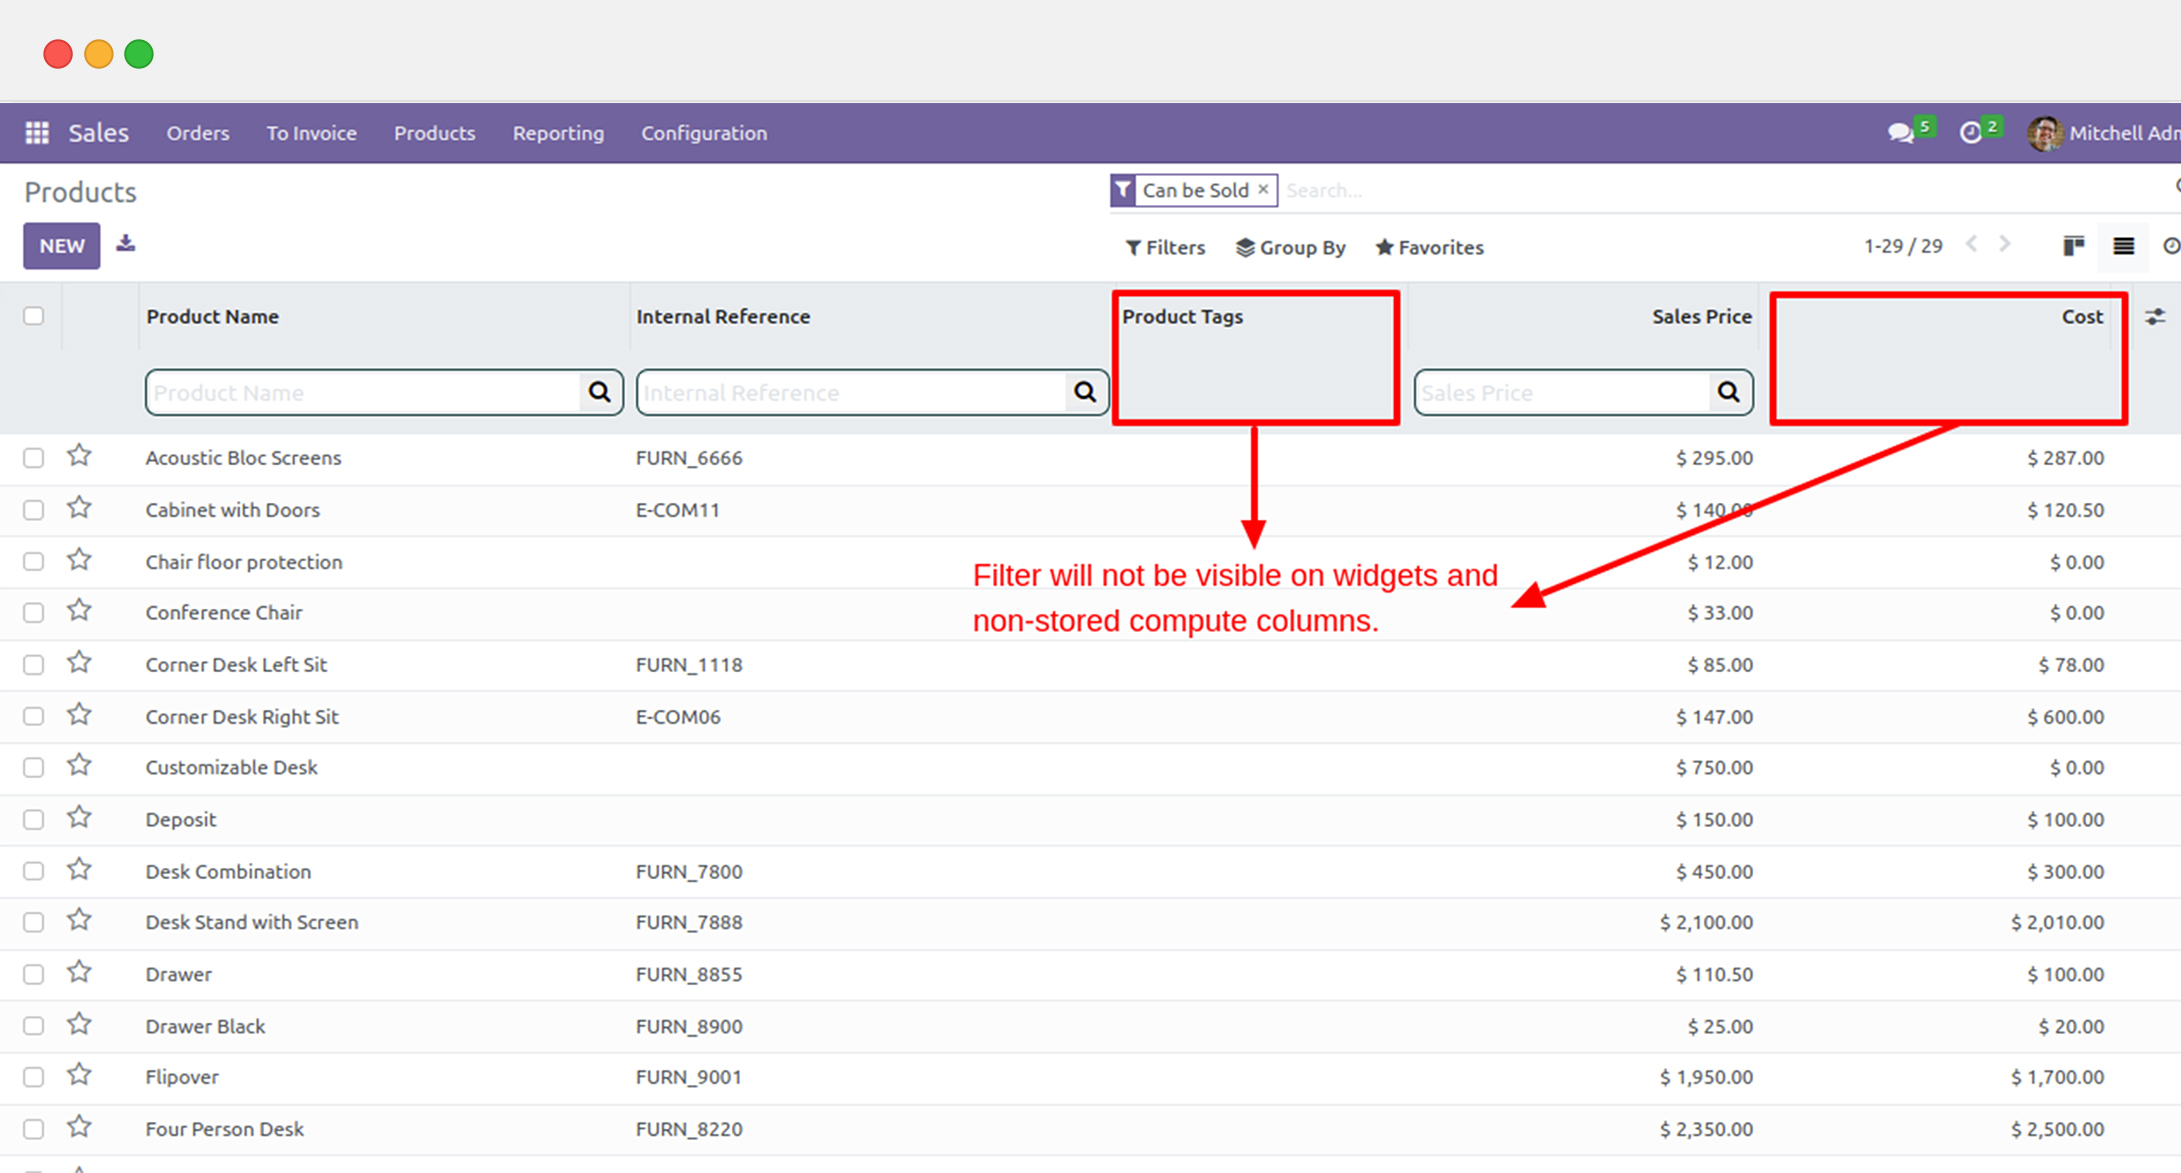 Sales Orders To Invoice Products Reporting Configuration 5 2 Mitchell Adm
Products
Can be Sold × Search...
NEW
Filters Group By Favorites 1-29 / 29
Product Name Internal Reference Product Tags Sales Price Cost
Product Name Internal Reference Sales Price
Acoustic Bloc Screens FURN_6666 $ 295.00 $ 287.00
Cabinet with Doors E-COM11 $ 140.00 $ 120.50
Chair floor protection $ 12.00 $ 0.00
Filter will not be visible on widgets and
Conference Chair $ 33.00 $ 0.00
non-stored compute columns.
Corner Desk Left Sit FURN_1118 $ 85.00 $ 78.00
Corner Desk Right Sit E-COM06 $ 147.00 $ 600.00
Customizable Desk $ 750.00 $ 0.00
Deposit $ 150.00 $ 100.00
Desk Combination FURN_7800 $ 450.00 $ 300.00
Desk Stand with Screen FURN_7888 $ 2,100.00 $ 2,010.00
Drawer FURN_8855 $ 110.50 $ 100.00
Drawer Black FURN_8900 $ 25.00 $ 20.00
Flipover FURN_9001 $ 1,950.00 $ 1,700.00
Four Person Desk FURN_8220 $ 2,350.00 $ 2,500.00